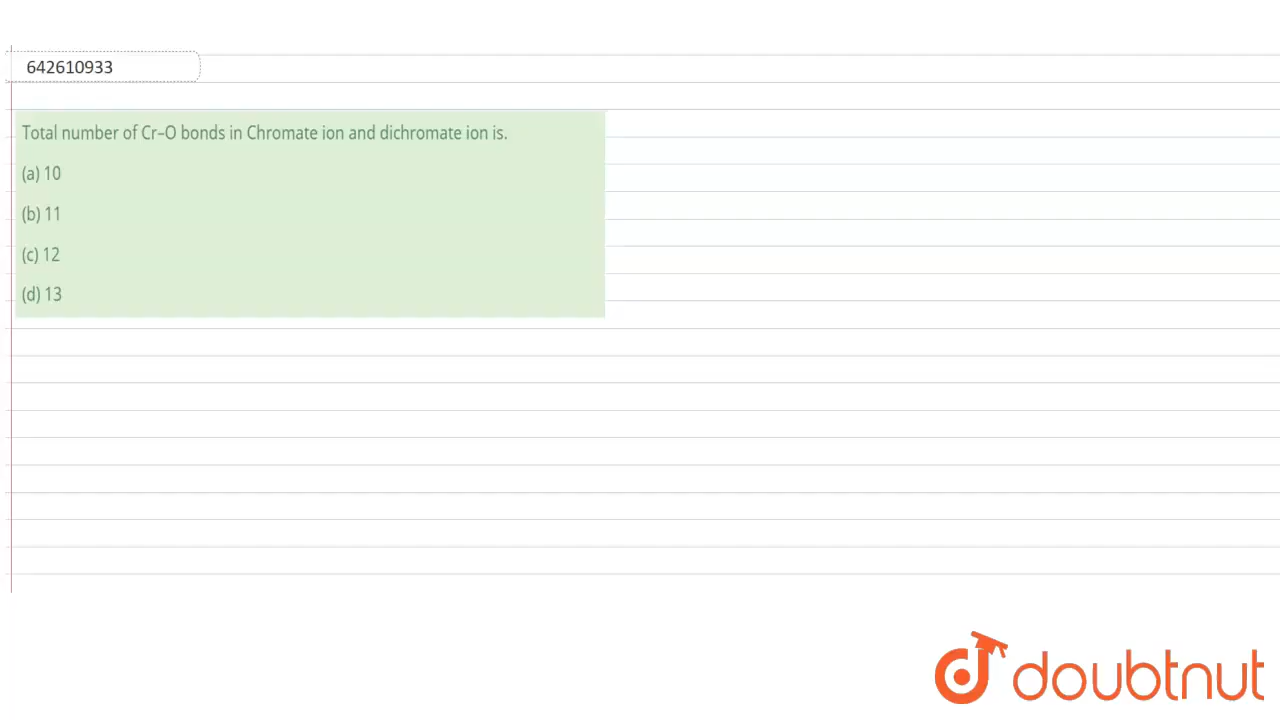 642610933
Total number of Cr–O bonds in Chromate ion and dichromate ion is.
(a) 10
(b) 11
(c) 12
(d) 13
doubtnut